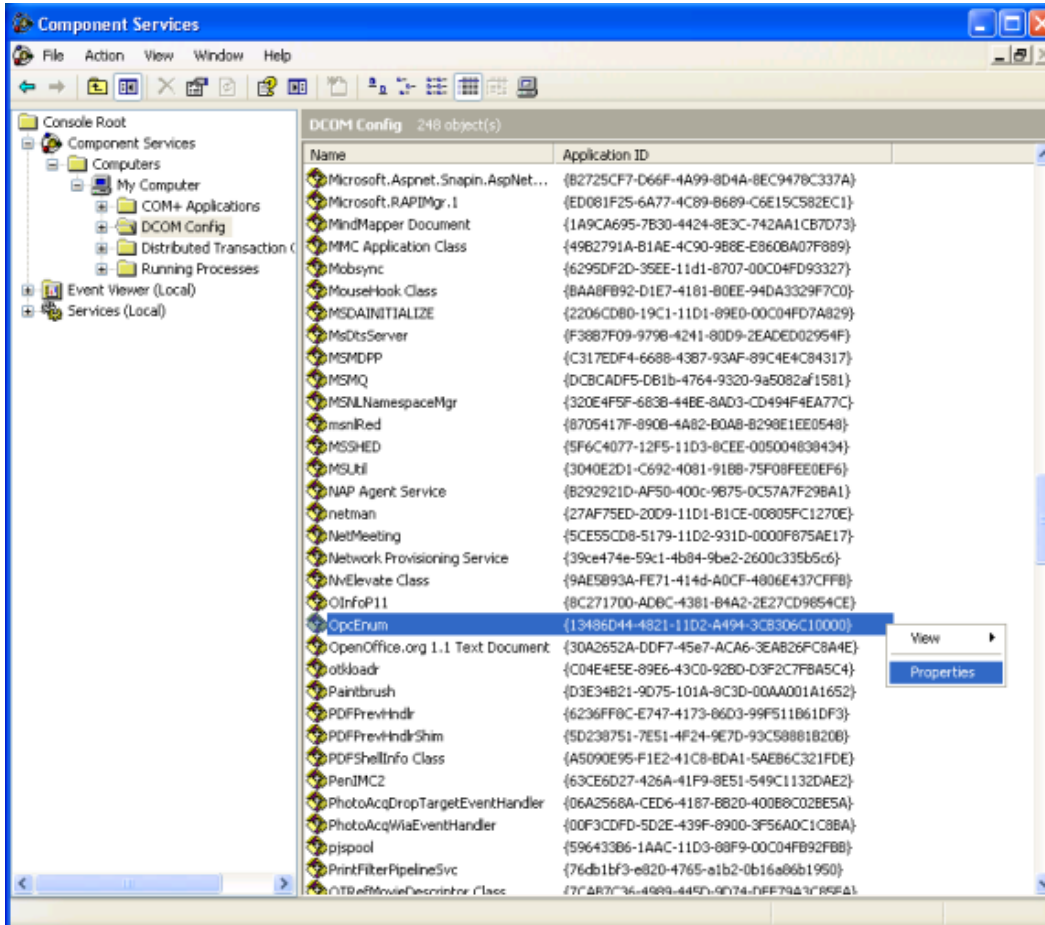 Component Services
File Action View Window Help
Console Root
Component Services
Computers
My Computer
COM+ Applications
DCOM Config
Distributed Transaction
Running Processes
Event Viewer (Local)
Services (Local)
DCOM Config 248 object(s)
Name Application ID
Microsoft.Aspnet.Snapin.AspNet... {B2725CF7-D66F-4A99-8D4A-8EC9478C337A}
Microsoft.RAPIMgr.1 {ED081F25-6A77-4C89-B689-C6E15C582EC1}
MindMapper Document {1A9CA695-7B30-4424-8E3C-742AA1CB7D73}
MMC Application Class {49B2791A-B1AE-4C90-9B8E-E860BA07F889}
Mobsync {6295DF2D-35EE-11d1-8707-00C04FD93327}
MouseHook Class {BAA8FB92-D1E7-4181-B0EE-94DA3329F7C0}
MSDAINITIALIZE {2206CDB0-19C1-11D1-89E0-00C04FD7A829}
MsDtsServer {F38B7F09-979B-4241-80D9-2EADED02954F}
MSMDPP {C317EDF4-6688-43B7-93AF-89C4E4C84317}
MSMQ {DCBCADF5-DB1b-4764-9320-9a5082af1581}
MSNLNamespaceMgr {320E4F5F-683B-44BE-8AD3-CD494F4EA77C}
msnlRed {8705417F-890B-4A82-B0AB-B298E1EE0548}
MSSHED {5F6C4077-12F5-11D3-8CEE-005004838434}
MSUtil {3040E2D1-C692-4081-91BB-75F08FEE0EF6}
NAP Agent Service {B292921D-AF50-400c-9B75-0C57A7F29BA1}
netman {27AF75ED-20D9-11D1-B1CE-00805FC1270E}
NetMeeting {5CE55CD8-5179-11D2-931D-0000F875AE17}
Network Provisioning Service {39ce474e-59c1-4b84-9be2-2600c335b5c6}
NvElevate Class {9AE5B93A-FE71-414d-A0CF-4806E437CFFB}
OInfoP11 {8C271700-ADBC-4381-B4A2-2E27CD9854CE}
OpcEnum {13486D44-4821-11D2-A494-3CB306C10000}
OpenOffice.org 1.1 Text Document {30A2652A-DDF7-45e7-ACA6-3EAB26FC8A4E}
otkloadr {C04E4E5E-89E6-43C0-92BD-D3F2C7FBA5C4}
Paintbrush {D3E34B21-9D75-101A-8C3D-00AA001A1652}
PDFPrevHndlr {6236FF8C-E747-4173-86D3-99F511B61DF3}
PDFPrevHndlrShim {5D238751-7E51-4F24-9E7D-93C58881B20B}
PDFShellInfo Class {A5090E95-F1E2-41C8-BDA1-5AEB6C321FDE}
PenIMC2 {63CE6D27-426A-41F9-8E51-549C1132DAE2}
PhotoAcqDropTargetEventHandler {06A2568A-CED6-4187-BB20-400B8C02BE5A}
PhotoAcqWiaEventHandler {00F3CDFD-5D2E-439F-8900-3F56A0C1C8BA}
pjspool {596433B6-1AAC-11D3-88F9-00C04FB92FBB}
PrintFilterPipelineSvc {76db1bf3-e820-4765-a1b2-0b16a86b1950}
QTRefMovieDescriptor Class {7CAB7C36-4989-445D-9D74-DEF79A3C85EA}
View
Properties